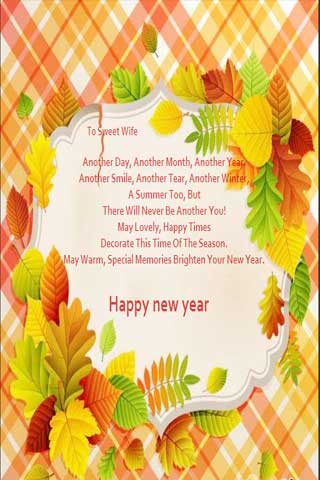 To Sweet Wife
Another Day, Another Month, Another Year.
Another Smile, Another Tear, Another Winter,
A Summer Too, But
There Will Never Be Another You!
May Lovely, Happy Times
Decorate This Time Of The Season.
May Warm, Special Memories Brighten Your New Year.
Happy new year